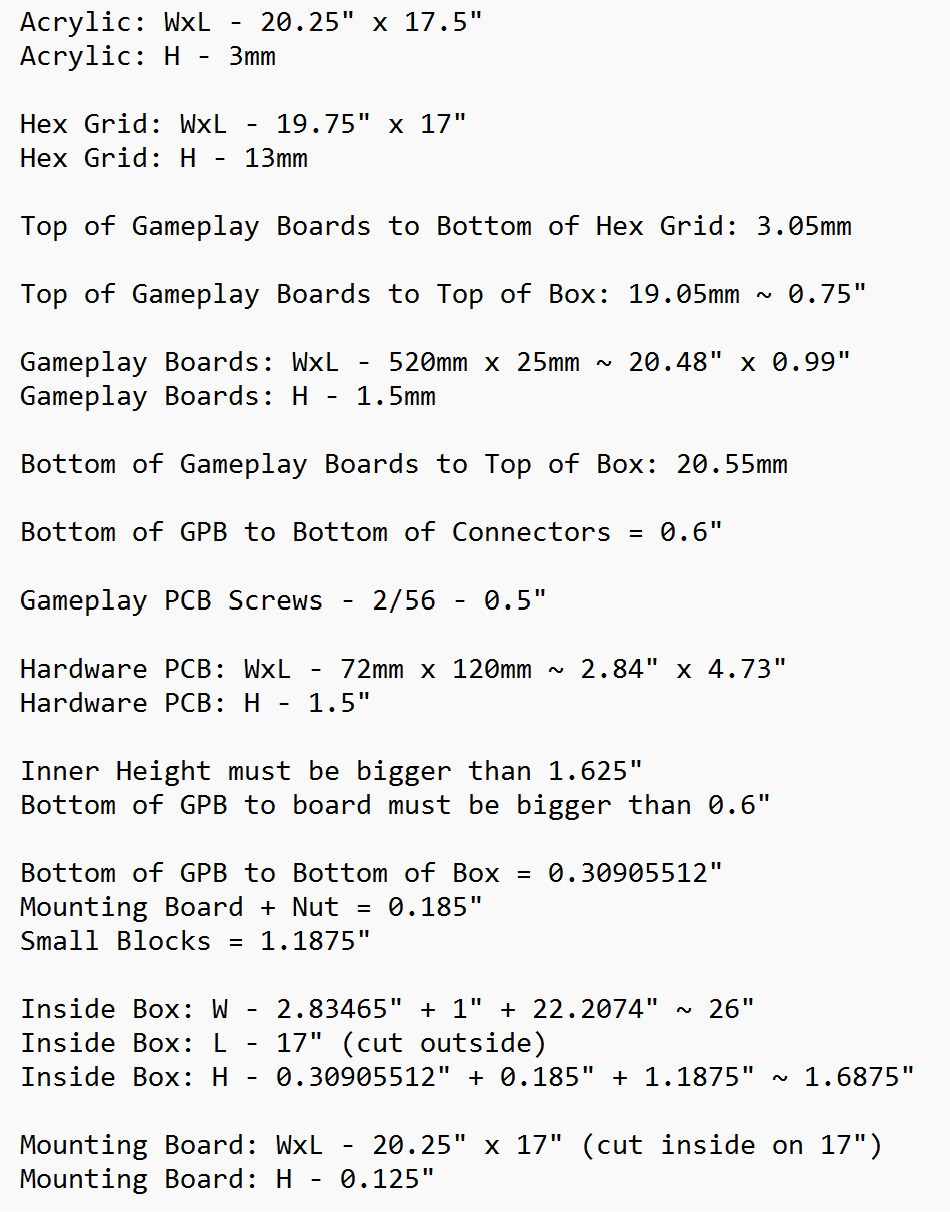 Acrylic: WxL - 20.25" x 17.5"
Acrylic: H - 3mm
Hex Grid: WxL - 19.75" x 17"
Hex Grid: H - 13mm
Top of Gameplay Boards to Bottom of Hex Grid: 3.05mm
Top of Gameplay Boards to Top of Box: 19.05mm ~ 0.75"
Gameplay Boards: WxL - 520mm x 25mm ~ 20.48" x 0.99"
Gameplay Boards: H - 1.5mm
Bottom of Gameplay Boards to Top of Box: 20.55mm
Bottom of GPB to Bottom of Connectors = 0.6"
Gameplay PCB Screws - 2/56 - 0.5"
Hardware PCB: WxL - 72mm x 120mm ~ 2.84" x 4.73"
Hardware PCB: H - 1.5"
Inner Height must be bigger than 1.625"
Bottom of GPB to board must be bigger than 0.6"
Bottom of GPB to Bottom of Box = 0.30905512"
Mounting Board + Nut = 0.185"
Small Blocks = 1.1875"
Inside Box: W - 2.83465" + 1" + 22.2074" ~ 26"
Inside Box: L - 17" (cut outside)
Inside Box: H - 0.30905512" + 0.185" + 1.1875" ~ 1.6875"
Mounting Board: WxL - 20.25" x 17" (cut inside on 17")
Mounting Board: H - 0.125"